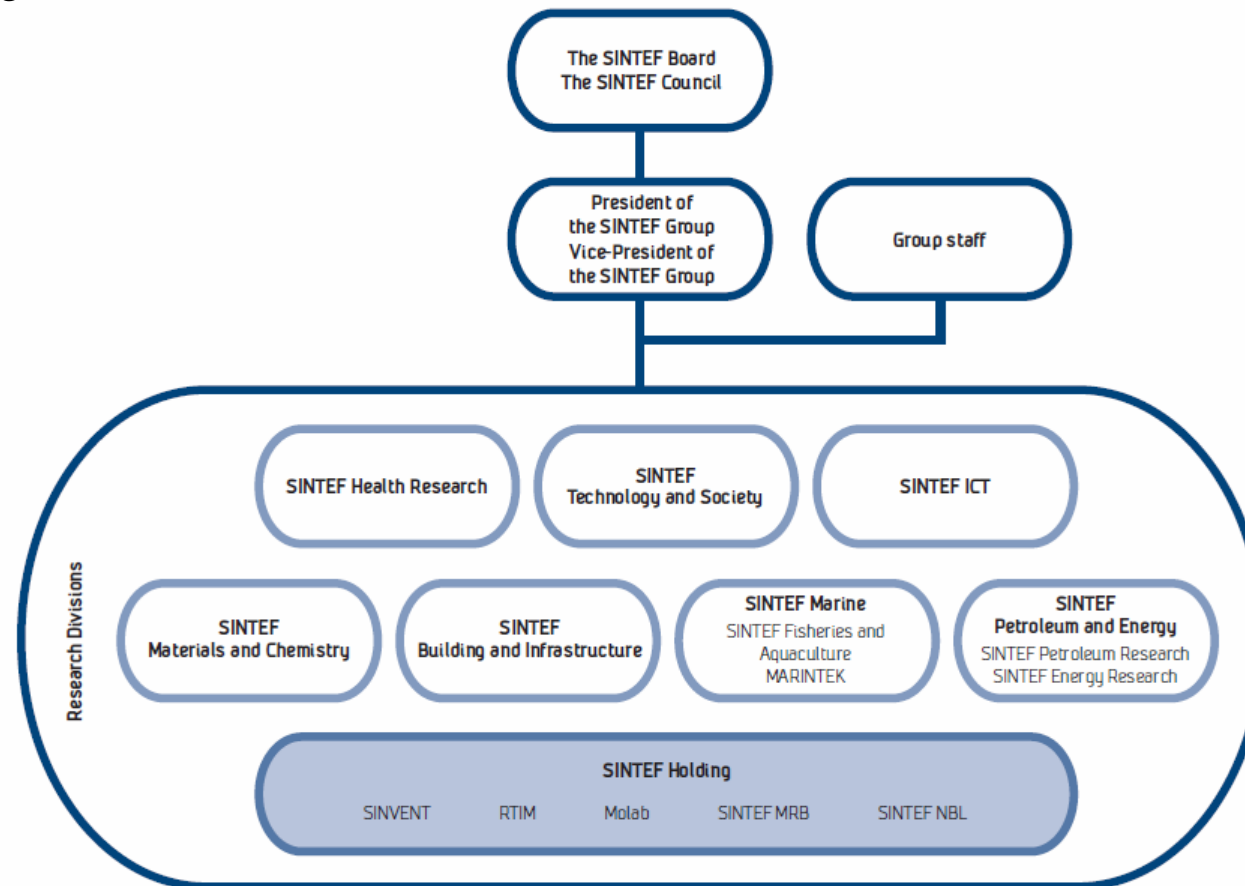 The SINTEF Board
The SINTEF Council
President of
the SINTEF Group
Vice-President of
the SINTEF Group
Group staff
Research Divisions
SINTEF Health Research
SINTEF
Technology and Society
SINTEF ICT
SINTEF
Materials and Chemistry
SINTEF
Building and Infrastructure
SINTEF Marine
SINTEF Fisheries and
Aquaculture
MARINTEK
SINTEF
Petroleum and Energy
SINTEF Petroleum Research
SINTEF Energy Research
SINTEF Holding
SINVENT RTIM Molab SINTEF MRB SINTEF NBL